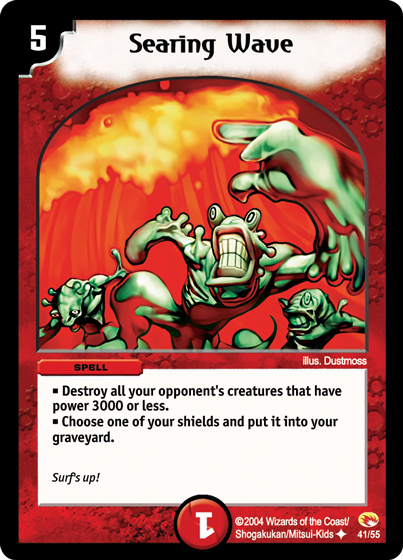 5
Searing Wave
illus. Dustmoss
SPELL
▪ Destroy all your opponent's creatures that have
power 3000 or less.
▪ Choose one of your shields and put it into your
graveyard.
Surf's up!
1
©2004 Wizards of the Coast/
Shogakukan/Mitsui-Kids ✦ 41/55